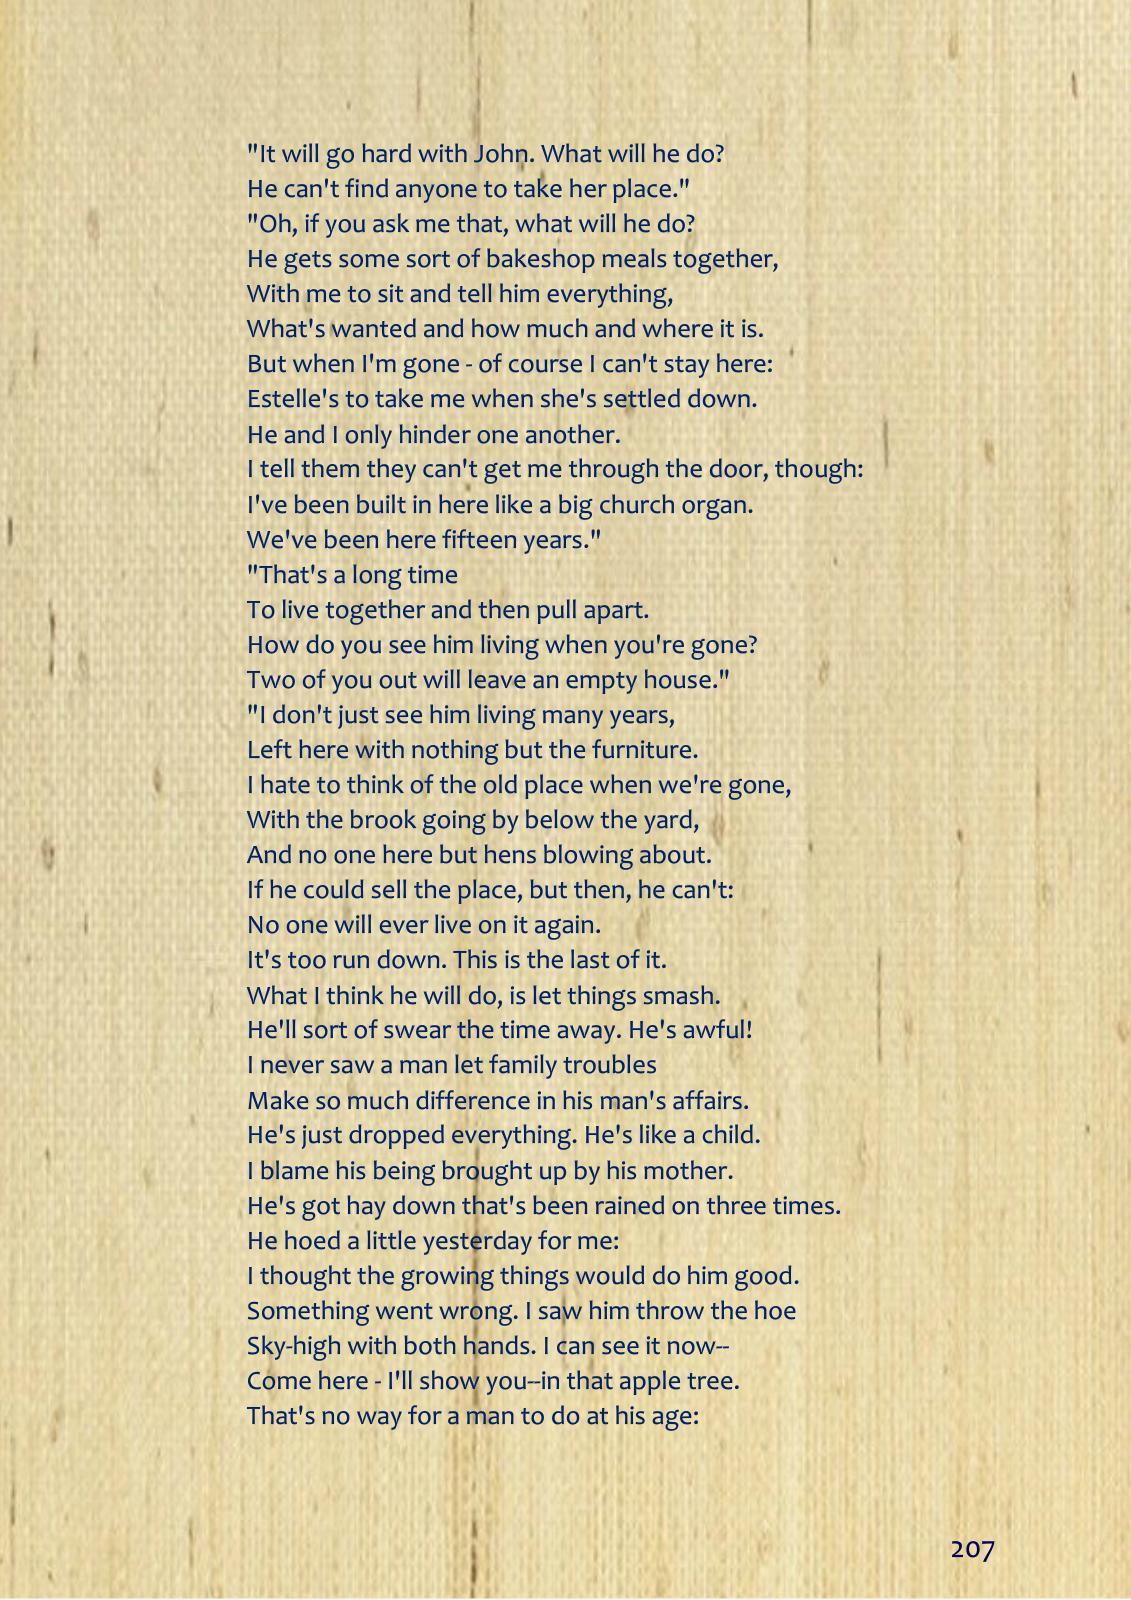 "It will go hard with John. What will he do?
He can't find anyone to take her place."
"Oh, if you ask me that, what will he do?
He gets some sort of bakeshop meals together,
With me to sit and tell him everything,
What's wanted and how much and where it is.
But when I'm gone - of course I can't stay here:
Estelle's to take me when she's settled down.
He and I only hinder one another.
I tell them they can't get me through the door, though:
I've been built in here like a big church organ.
We've been here fifteen years."
"That's a long time
To live together and then pull apart.
How do you see him living when you're gone?
Two of you out will leave an empty house."
"I don't just see him living many years,
Left here with nothing but the furniture.
I hate to think of the old place when we're gone,
With the brook going by below the yard,
And no one here but hens blowing about.
If he could sell the place, but then, he can't:
No one will ever live on it again.
It's too run down. This is the last of it.
What I think he will do, is let things smash.
He'll sort of swear the time away. He's awful!
I never saw a man let family troubles
Make so much difference in his man's affairs.
He's just dropped everything. He's like a child.
I blame his being brought up by his mother.
He's got hay down that's been rained on three times.
He hoed a little yesterday for me:
I thought the growing things would do him good.
Something went wrong. I saw him throw the hoe
Sky-high with both hands. I can see it now--
Come here - I'll show you--in that apple tree.
That's no way for a man to do at his age:
207